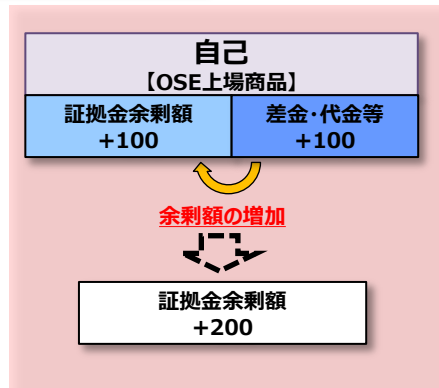 自己
【OSE上場商品】
証拠金余剰額
+100
差金・代金等
+100
余剰額の増加
証拠金余剰額
+200